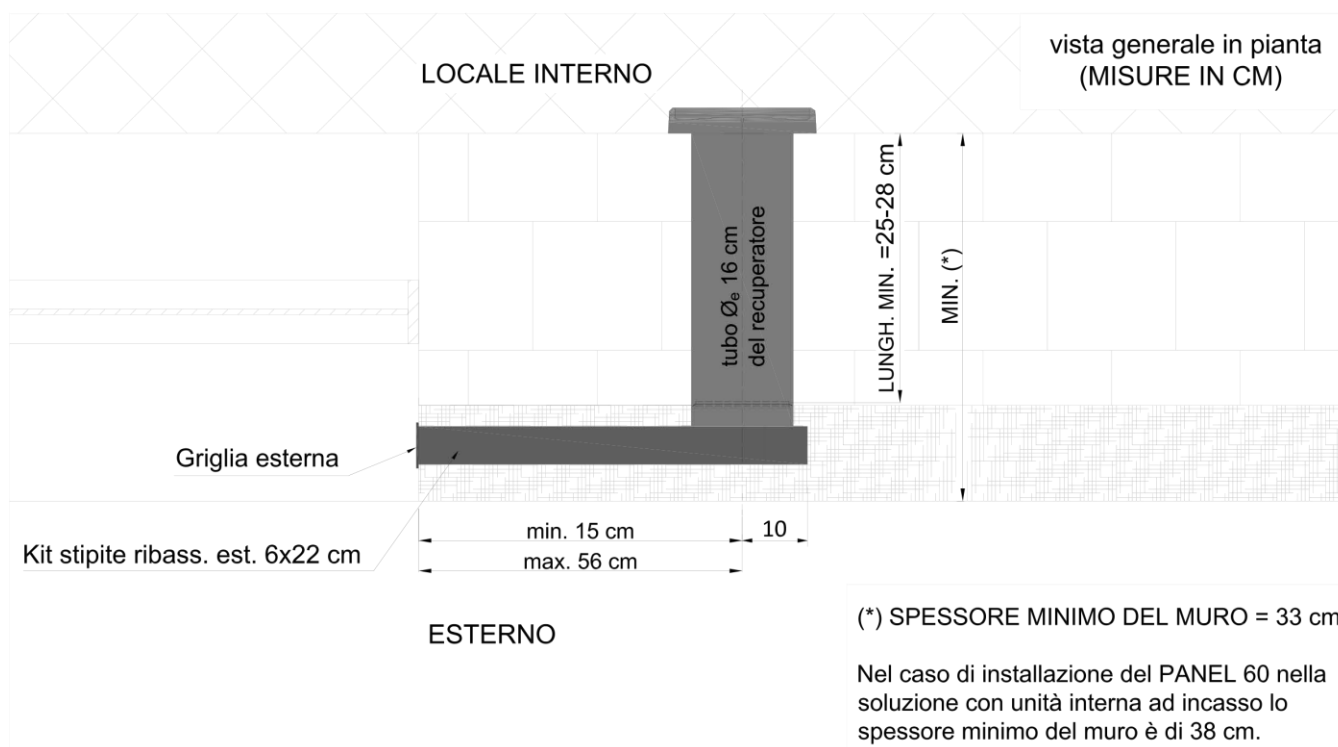 vista generale in pianta
(MISURE IN CM)
LOCALE INTERNO
tubo Øe 16 cm
del recuperatore
LUNGH. MIN. =25-28 cm
MIN. (*)
Griglia esterna
Kit stipite ribass. est. 6x22 cm
min. 15 cm
10
max. 56 cm
ESTERNO
(*) SPESSORE MINIMO DEL MURO = 33 cm
Nel caso di installazione del PANEL 60 nella
soluzione con unità interna ad incasso lo
spessore minimo del muro è di 38 cm.